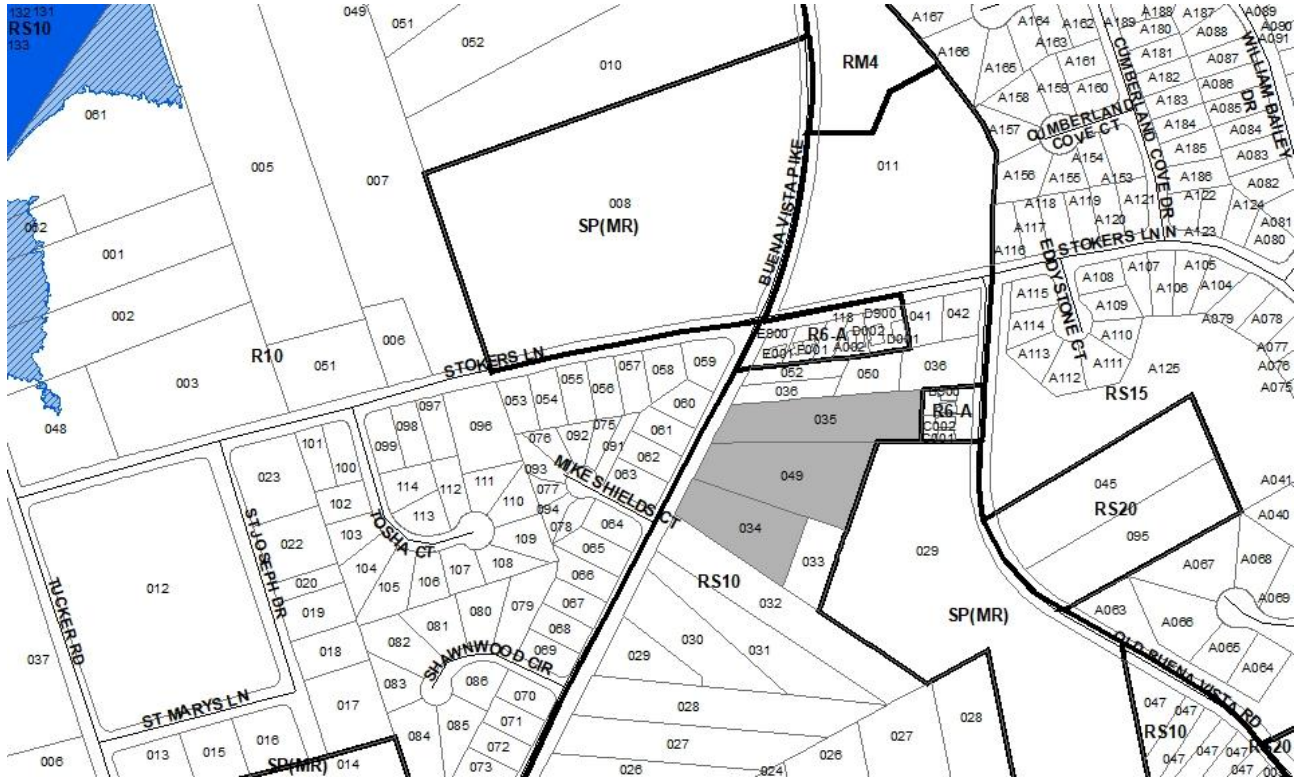 132 131
RS10
133
061
062
001
002
003
048
005
049
051
052
007
010
R10
051
006
008
SP(MR)
BUENA VISTA PIKE
RM4
011
A167
A166
A164
A162
A163
A161
A165
A159
A160
A158
A157
CUMBERLAND
COVE CT
A154
A156
A155
A153
A118
A119
A121
A117
A120
A116
CUMBERLAND COVE DR
A189
A188
A187
A180
A088
A181
A087
A182
A086
A183
A085
A184
A084
A185
A083
A186
A082
A122
A124
A081
A123
A080
A089
A090
A091
WILLIAM BAILEY
DR
STOKERS LN N
EDDYSTONE CT
A115
A114
A113
A112
A108
A109
A110
A111
A107
A106
A105
A104
A079
A078
A077
A076
A075
A125
RS15
STOKERS LN
E900
118
D900
041
042
R6-A
D002
E001
F001
A002
D001
052
036
050
036
035
R6-A
C002
C001
049
034
033
029
SP(MR)
045
RS20
095
A041
A040
A067
A068
A069
A063
A066
A065
A064
OLD BUENA VISTA RD
RS10
047
047
047
047
047
RS20
053
054
055
056
057
058
059
060
061
062
063
076
092
075
091
093
077
094
078
MIKE SHIELDS CT
064
065
066
067
068
069
070
071
072
073
097
098
099
096
114
112
111
110
113
109
TOSHA CT
104
105
106
107
108
101
100
102
103
023
022
020
019
018
017
ST JOSEPH DR
012
TUCKER RD
037
ST MARYS LN
006
013
015
016
SP(MR)
014
079
080
081
082
083
SHAWNWOOD CIR
086
085
084
RS10
032
030
031
029
028
027
026
024
026
027
028